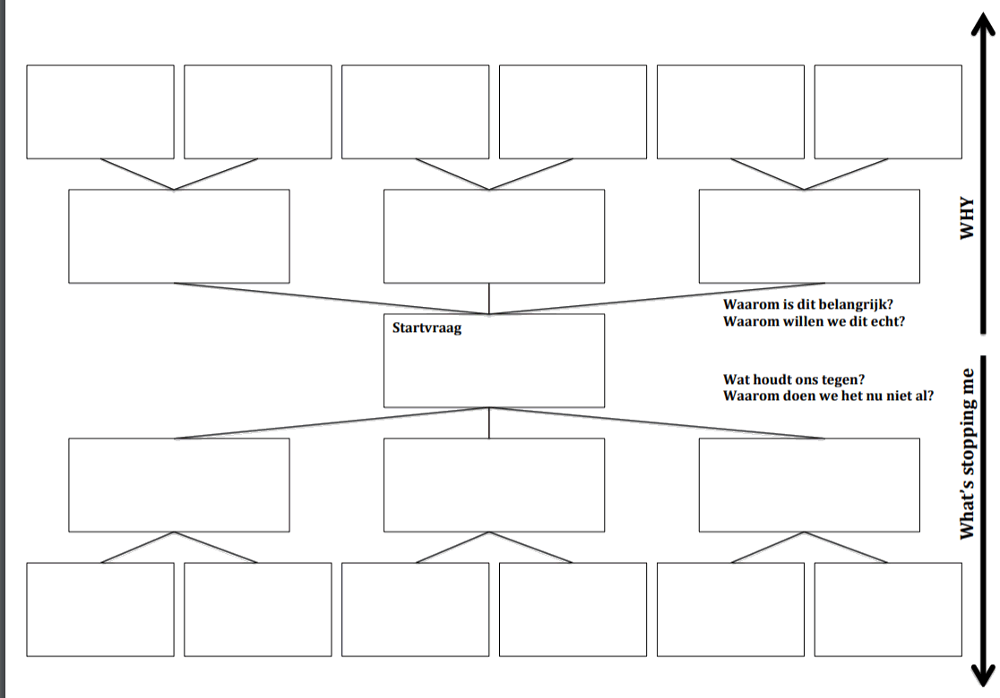 WHY
Waarom is dit belangrijk?
Waarom willen we dit echt?
Startvraag
Wat houdt ons tegen?
Waarom doen we het nu niet al?
What's stopping me